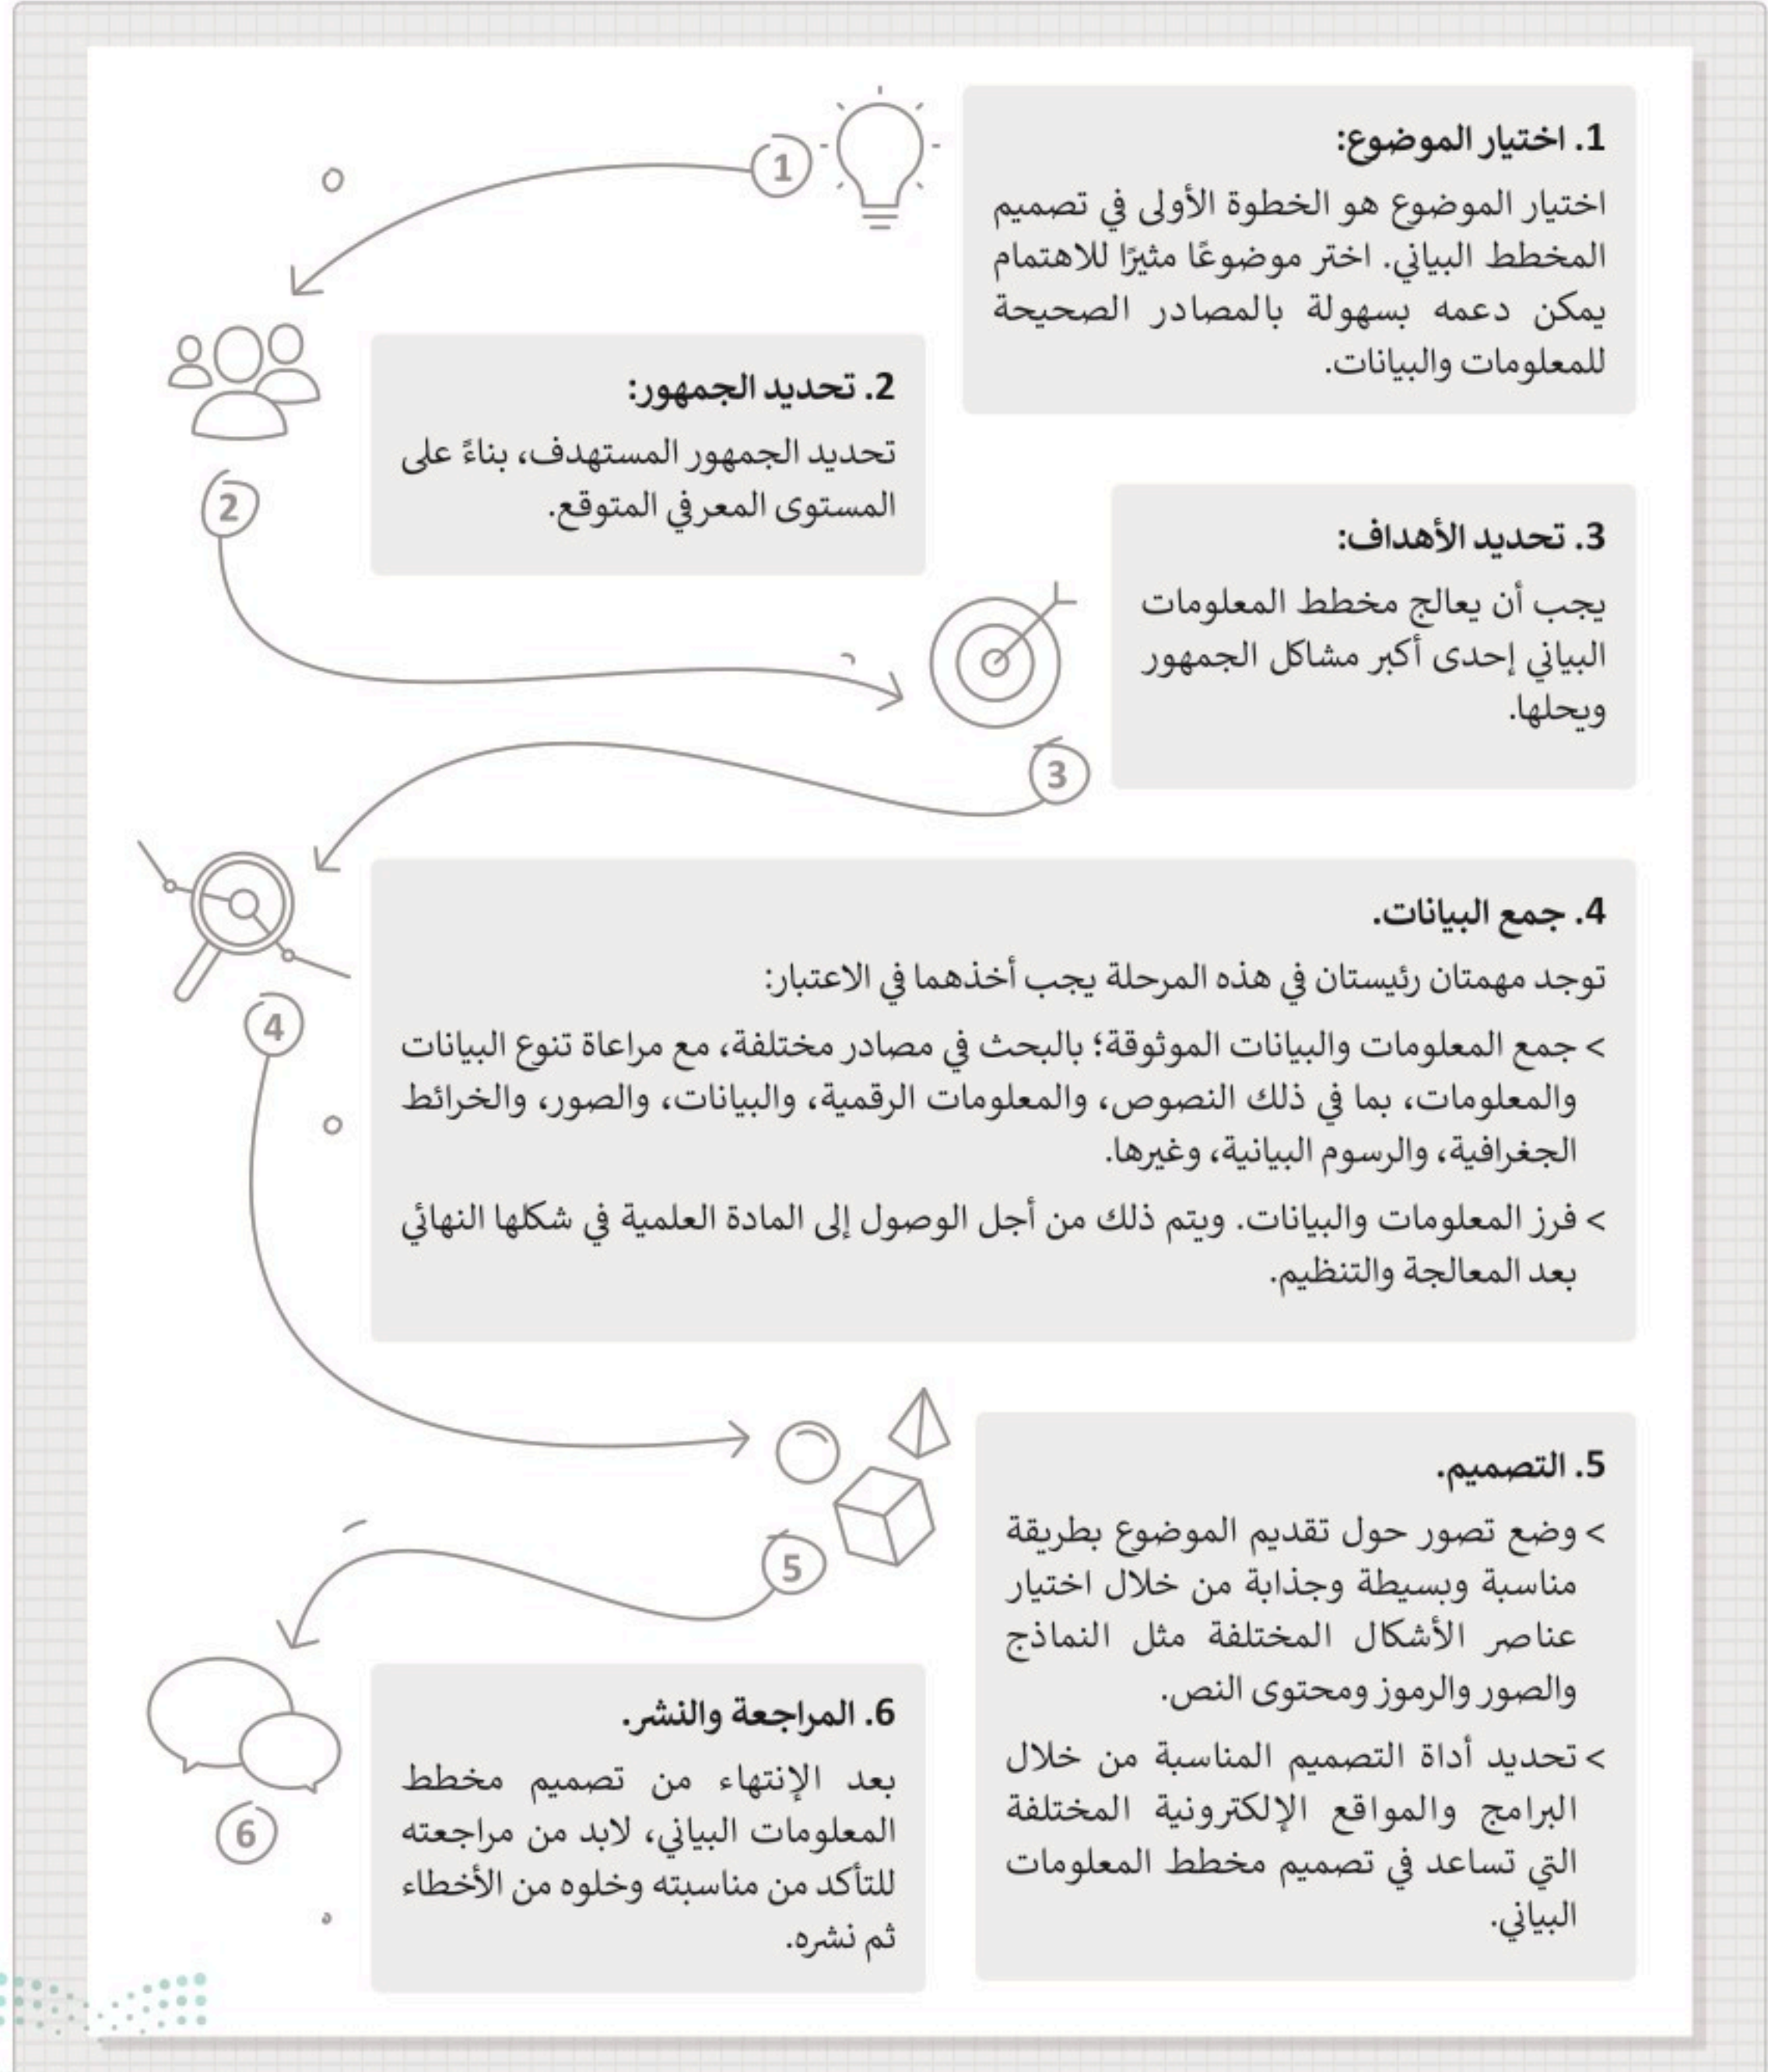 1. اختيار الموضوع:
اختيار الموضوع هو الخطوة الأولى في تصميم
المخطط البياني. اختر موضوعًا مثيرًا للاهتمام
يمكن دعمه بسهولة بالمصادر الصحيحة
للمعلومات والبيانات.
1
2. تحديد الجمهور:
تحديد الجمهور المستهدف، بناءً على
المستوى المعرفي المتوقع.
2
3. تحديد الأهداف:
يجب أن يعالج مخطط المعلومات
البياني إحدى أكبر مشاكل الجمهور
ويحلها.
3
4. جمع البيانات.
توجد مهمتان رئيستان في هذه المرحلة يجب أخذهما في الاعتبار:
> جمع المعلومات والبيانات الموثوقة؛ بالبحث في مصادر مختلفة، مع مراعاة تنوع البيانات
والمعلومات، بما في ذلك النصوص، والمعلومات الرقمية، والبيانات، والصور، والخرائط
الجغرافية، والرسوم البيانية، وغيرها.
> فرز المعلومات والبيانات. ويتم ذلك من أجل الوصول إلى المادة العلمية في شكلها النهائي
بعد المعالجة والتنظيم.
4
5. التصميم.
> وضع تصور حول تقديم الموضوع بطريقة
مناسبة وبسيطة وجذابة من خلال اختيار
عناصر الأشكال المختلفة مثل النماذج
والصور والرموز ومحتوى النص.
> تحديد أداة التصميم المناسبة من خلال
البرامج والمواقع الإلكترونية المختلفة
التي تساعد في تصميم مخطط المعلومات
البياني.
5
6. المراجعة والنشر.
بعد الإنتهاء من تصميم مخطط
المعلومات البياني، لابد من مراجعته
للتأكد من مناسبته وخلوه من الأخطاء
ثم نشره.
6